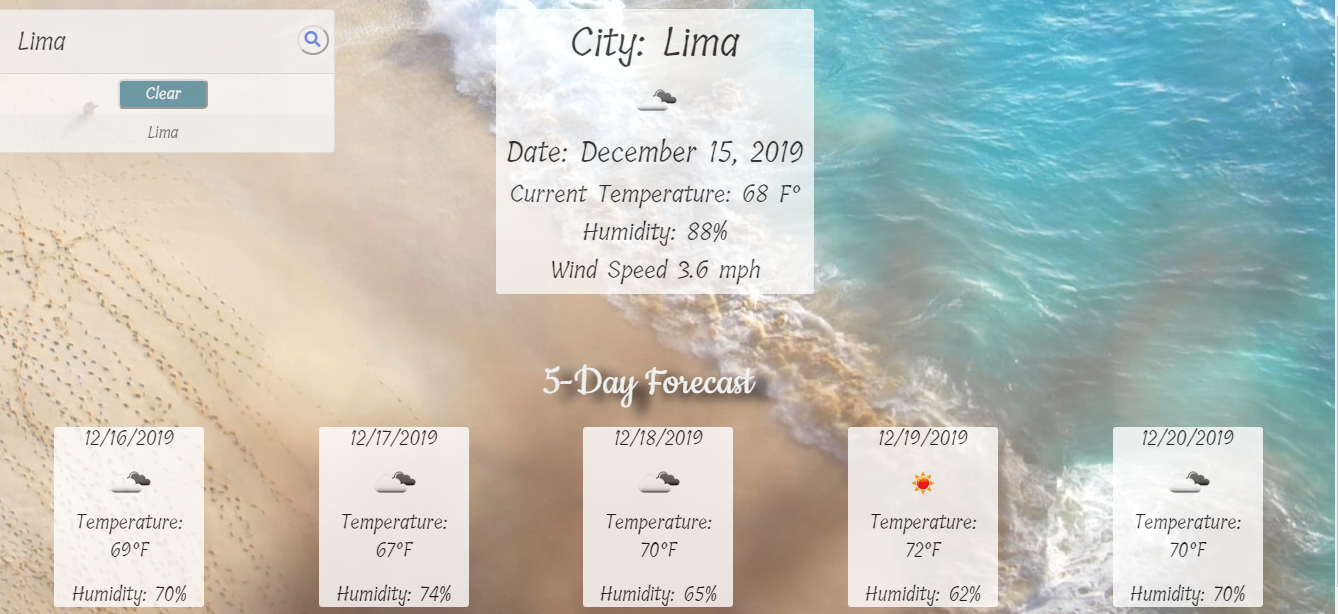 Lima
Clear
Lima
City: Lima
Date: December 15, 2019
Current Temperature: 68 F°
Humidity: 88%
Wind Speed 3.6 mph
5-Day Forecast
12/16/2019
Temperature:
69°F
Humidity: 70%
12/17/2019
Temperature:
67°F
Humidity: 74%
12/18/2019
Temperature:
70°F
Humidity: 65%
12/19/2019
Temperature:
72°F
Humidity: 62%
12/20/2019
Temperature:
70°F
Humidity: 70%